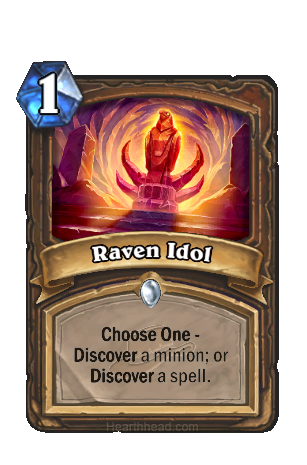 1
Raven Idol
Choose One -
Discover a minion; or
Discover a spell.
Hearthhead.com